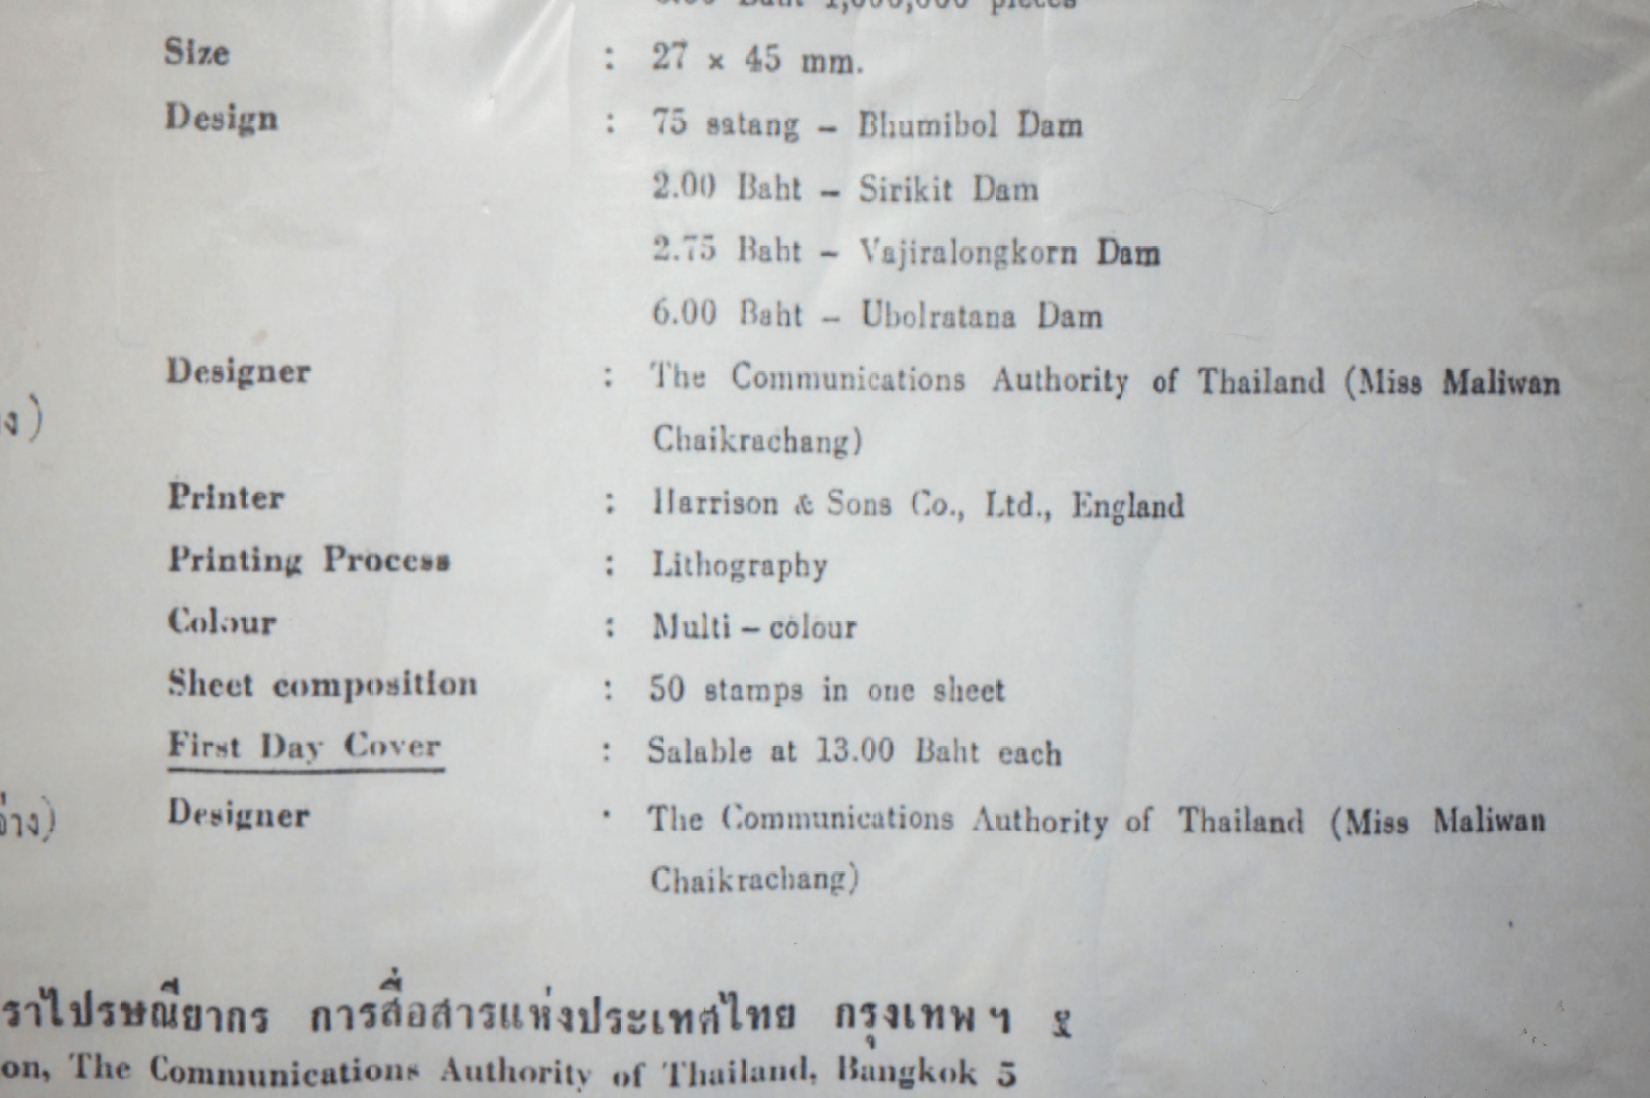 Baht 1,000,000 pieces
Size : 27 × 45 mm.
Design : 75 satang – Bhumibol Dam
2.00 Baht – Sirikit Dam
2.75 Baht – Vajiralongkorn Dam
6.00 Baht – Ubolratana Dam
Designer : The Communications Authority of Thailand (Miss Maliwan
Chaikrachang)
Printer : Harrison & Sons Co., Ltd., England
Printing Process : Lithography
Colour : Multi – colour
Sheet composition : 50 stamps in one sheet
First Day Cover : Salable at 13.00 Baht each
Designer : The Communications Authority of Thailand (Miss Maliwan
Chaikrachang)
ราไปรษณียากร การสื่อสารแห่งประเทศไทย กรุงเทพฯ ๕
on, The Communications Authority of Thailand, Bangkok 5